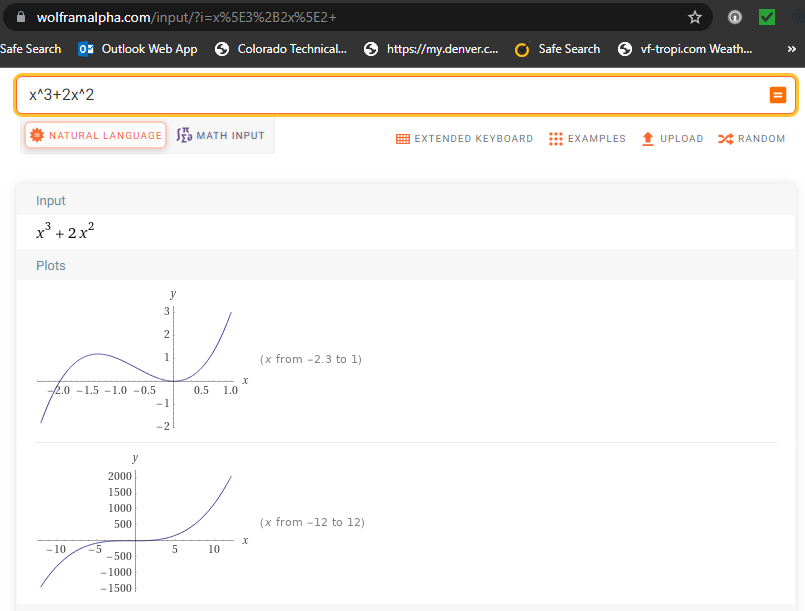 wolframalpha.com/input/?i=x%5E3%2B2x%5E2+
Safe Search Outlook Web App Colorado Technical... https://my.denver.c... Safe Search vf-tropi.com Weath... »
x^3+2x^2
NATURAL LANGUAGE MATH INPUT EXTENDED KEYBOARD EXAMPLES UPLOAD RANDOM
Input
x³ + 2 x²
Plots
y
3
2
1
(x from −2.3 to 1)
x
−2.0 −1.5 −1.0 −0.5 0.5 1.0
−1
−2
y
2000
1500
1000
500
(x from −12 to 12)
x
−10 −5 5 10
−500
−1000
−1500